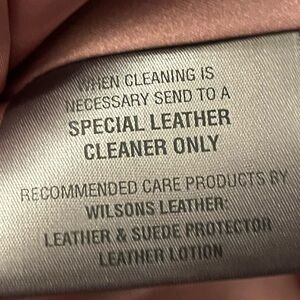 WHEN CLEANING IS
NECESSARY SEND TO A
SPECIAL LEATHER
CLEANER ONLY
RECOMMENDED CARE PRODUCTS BY
WILSONS LEATHER:
LEATHER & SUEDE PROTECTOR
LEATHER LOTION